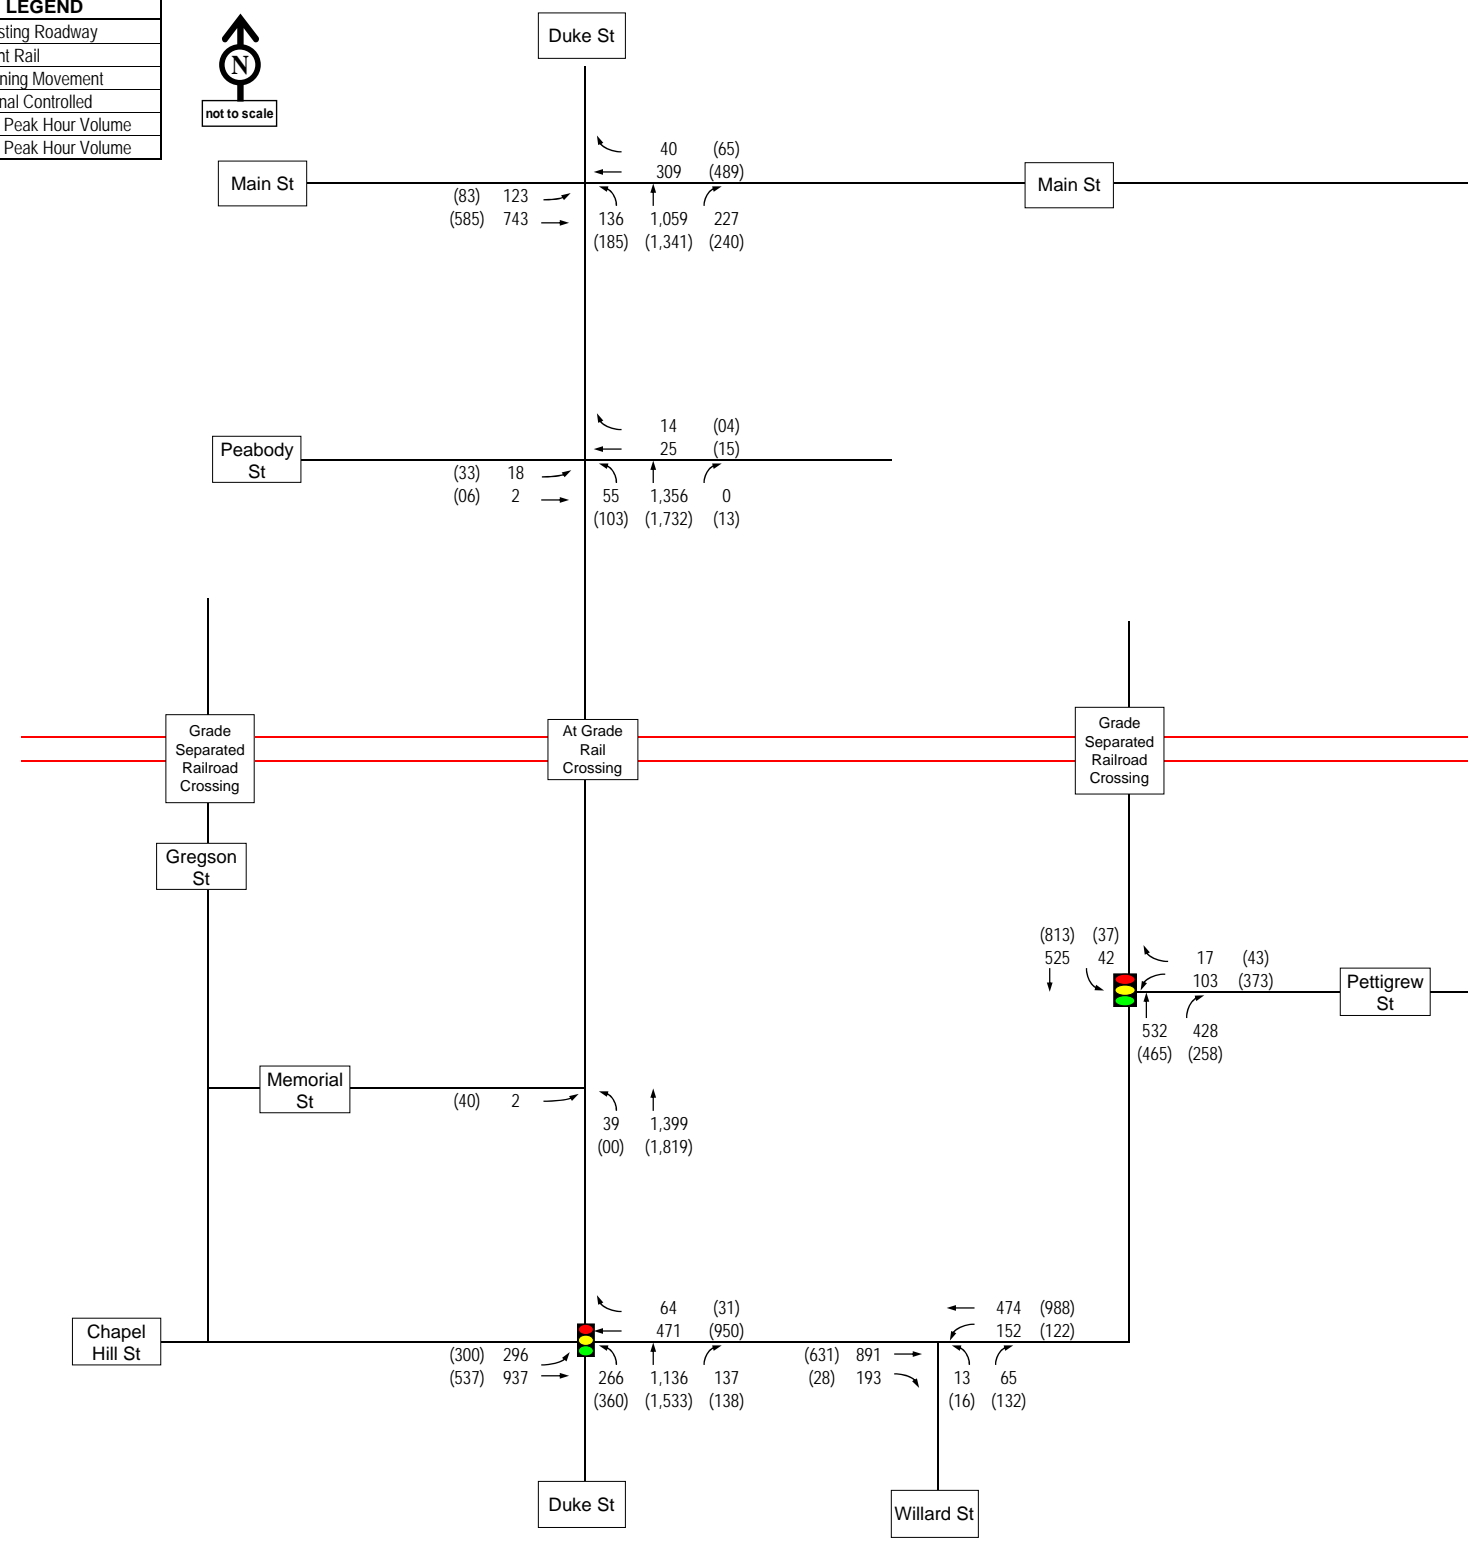 LEGEND
sting Roadway
nt Rail
ning Movement
nal Controlled
Peak Hour Volume
Peak Hour Volume
N
not to scale
Duke St
40 (65)
309 (489)
Main St
Main St
(83) 123
(585) 743
136 1,059 227
(185) (1,341) (240)
14 (04)
25 (15)
Peabody
St
(33) 18
(06) 2
55 1,356 0
(103) (1,732) (13)
Grade
Separated
Railroad
Crossing
At Grade
Rail
Crossing
Grade
Separated
Railroad
Crossing
Gregson
St
(813) (37)
525 42
17 (43)
103 (373)
Pettigrew
St
532 428
(465) (258)
Memorial
St
(40) 2
39 1,399
(00) (1,819)
64 (31)
471 (950)
474 (988)
152 (122)
Chapel
Hill St
(300) 296
(537) 937
266 1,136 137
(360) (1,533) (138)
(631) 891
(28) 193
13 65
(16) (132)
Duke St
Willard St